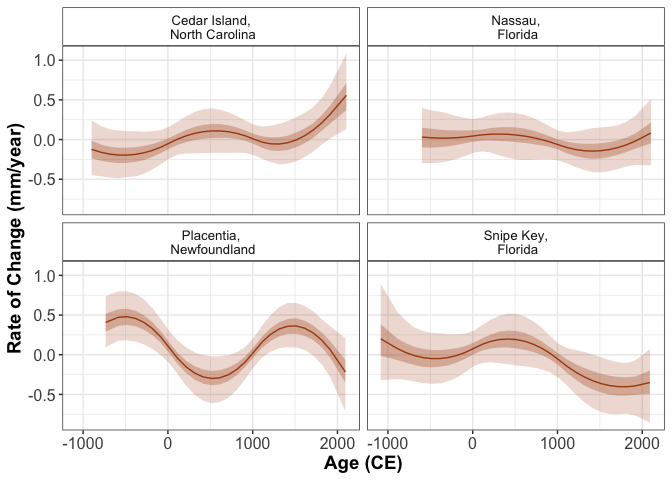 Cedar Island,
North Carolina
Nassau,
Florida
1.0
0.5
0.0
-0.5
Placentia,
Newfoundland
Snipe Key,
Florida
1.0
0.5
0.0
-0.5
-1000 0 1000 2000
-1000 0 1000 2000
Age (CE)
Rate of Change (mm/year)